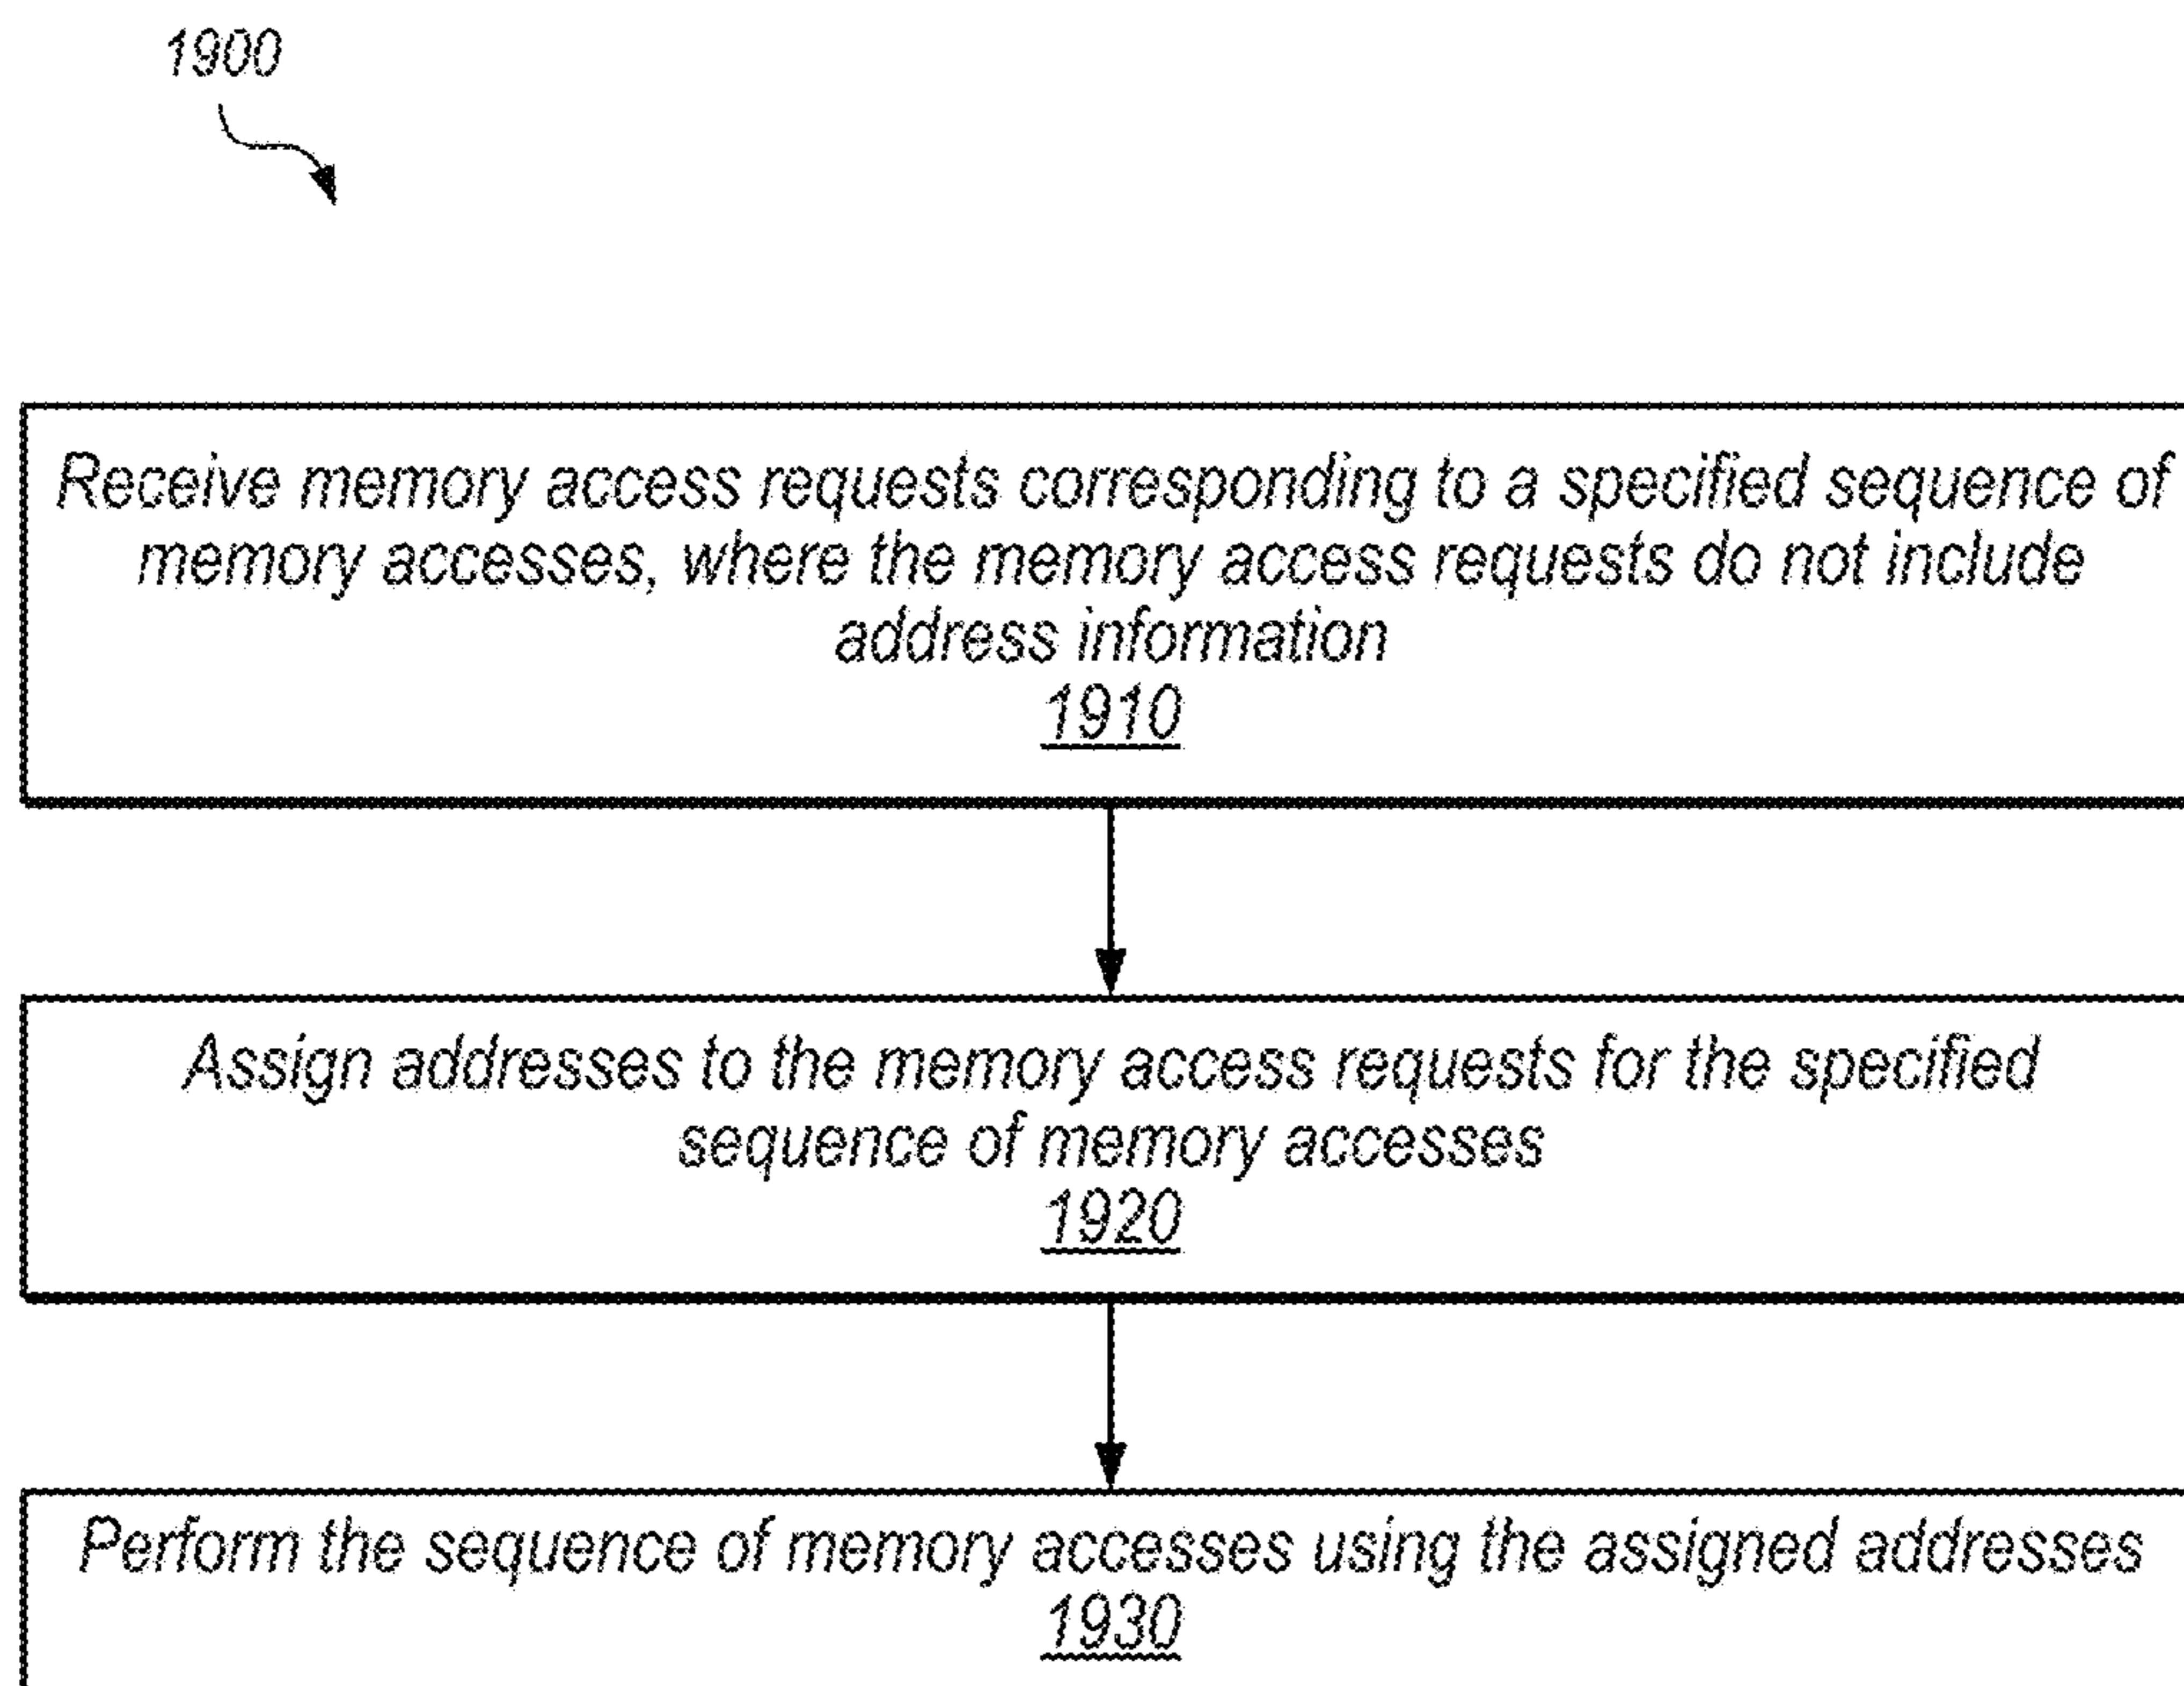 1900
Receive memory access requests corresponding to a specified sequence of
memory accesses, where the memory access requests do not include
address information
1910
Assign addresses to the memory access requests for the specified
sequence of memory accesses
1920
Perform the sequence of memory accesses using the assigned addresses
1930